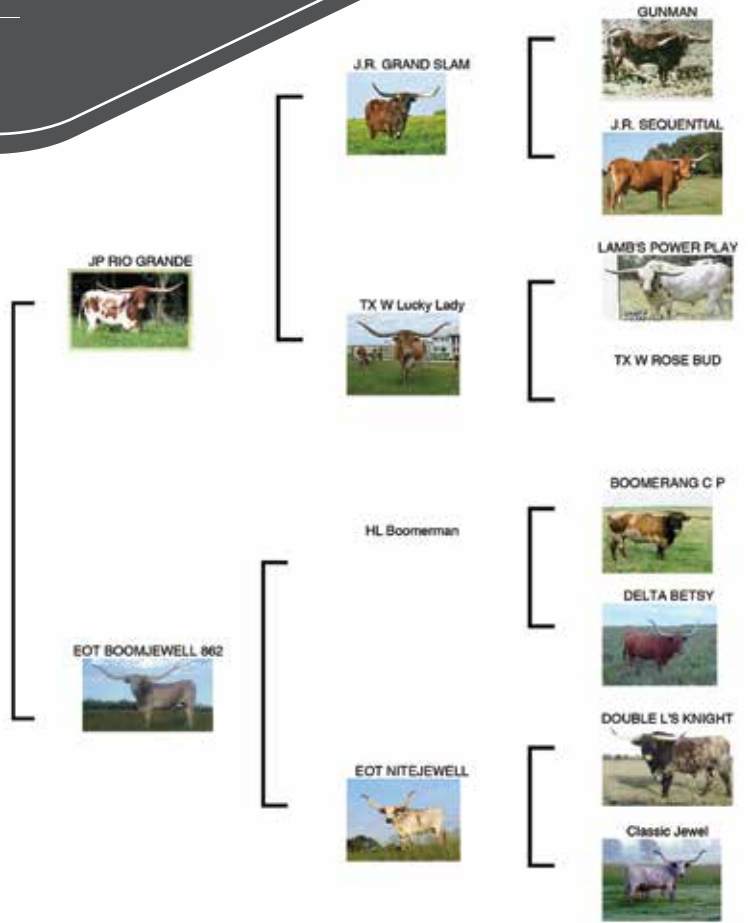 GUNMAN
J.R. GRAND SLAM
J.R. SEQUENTIAL
JP RIO GRANDE
LAMB'S POWER PLAY
TX W Lucky Lady
TX W ROSE BUD
BOOMERANG C P
HL Boomerman
DELTA BETSY
EOT BOOMJEWELL 862
DOUBLE L'S KNIGHT
EOT NITEJEWELL
Classic Jewel